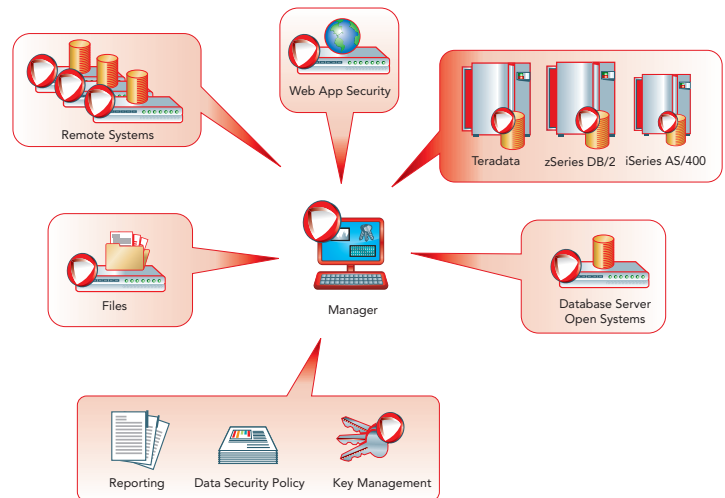 Web App Security
Remote Systems
Teradata
zSeries DB/2
iSeries AS/400
Files
Manager
Database Server
Open Systems
Reporting
Data Security Policy
Key Management